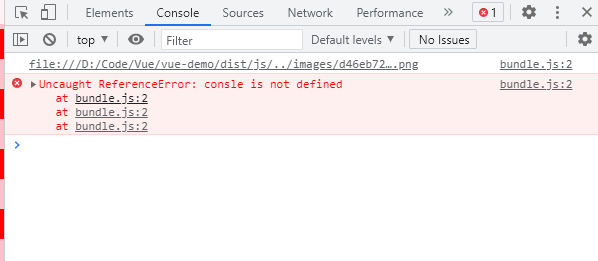 Elements Console Sources Network Performance » 1
top Filter Default levels No Issues
file:///D:/Code/Vue/vue-demo/dist/js/../images/d46eb72….png bundle.js:2
Uncaught ReferenceError: consle is not defined bundle.js:2
at bundle.js:2
at bundle.js:2
at bundle.js:2